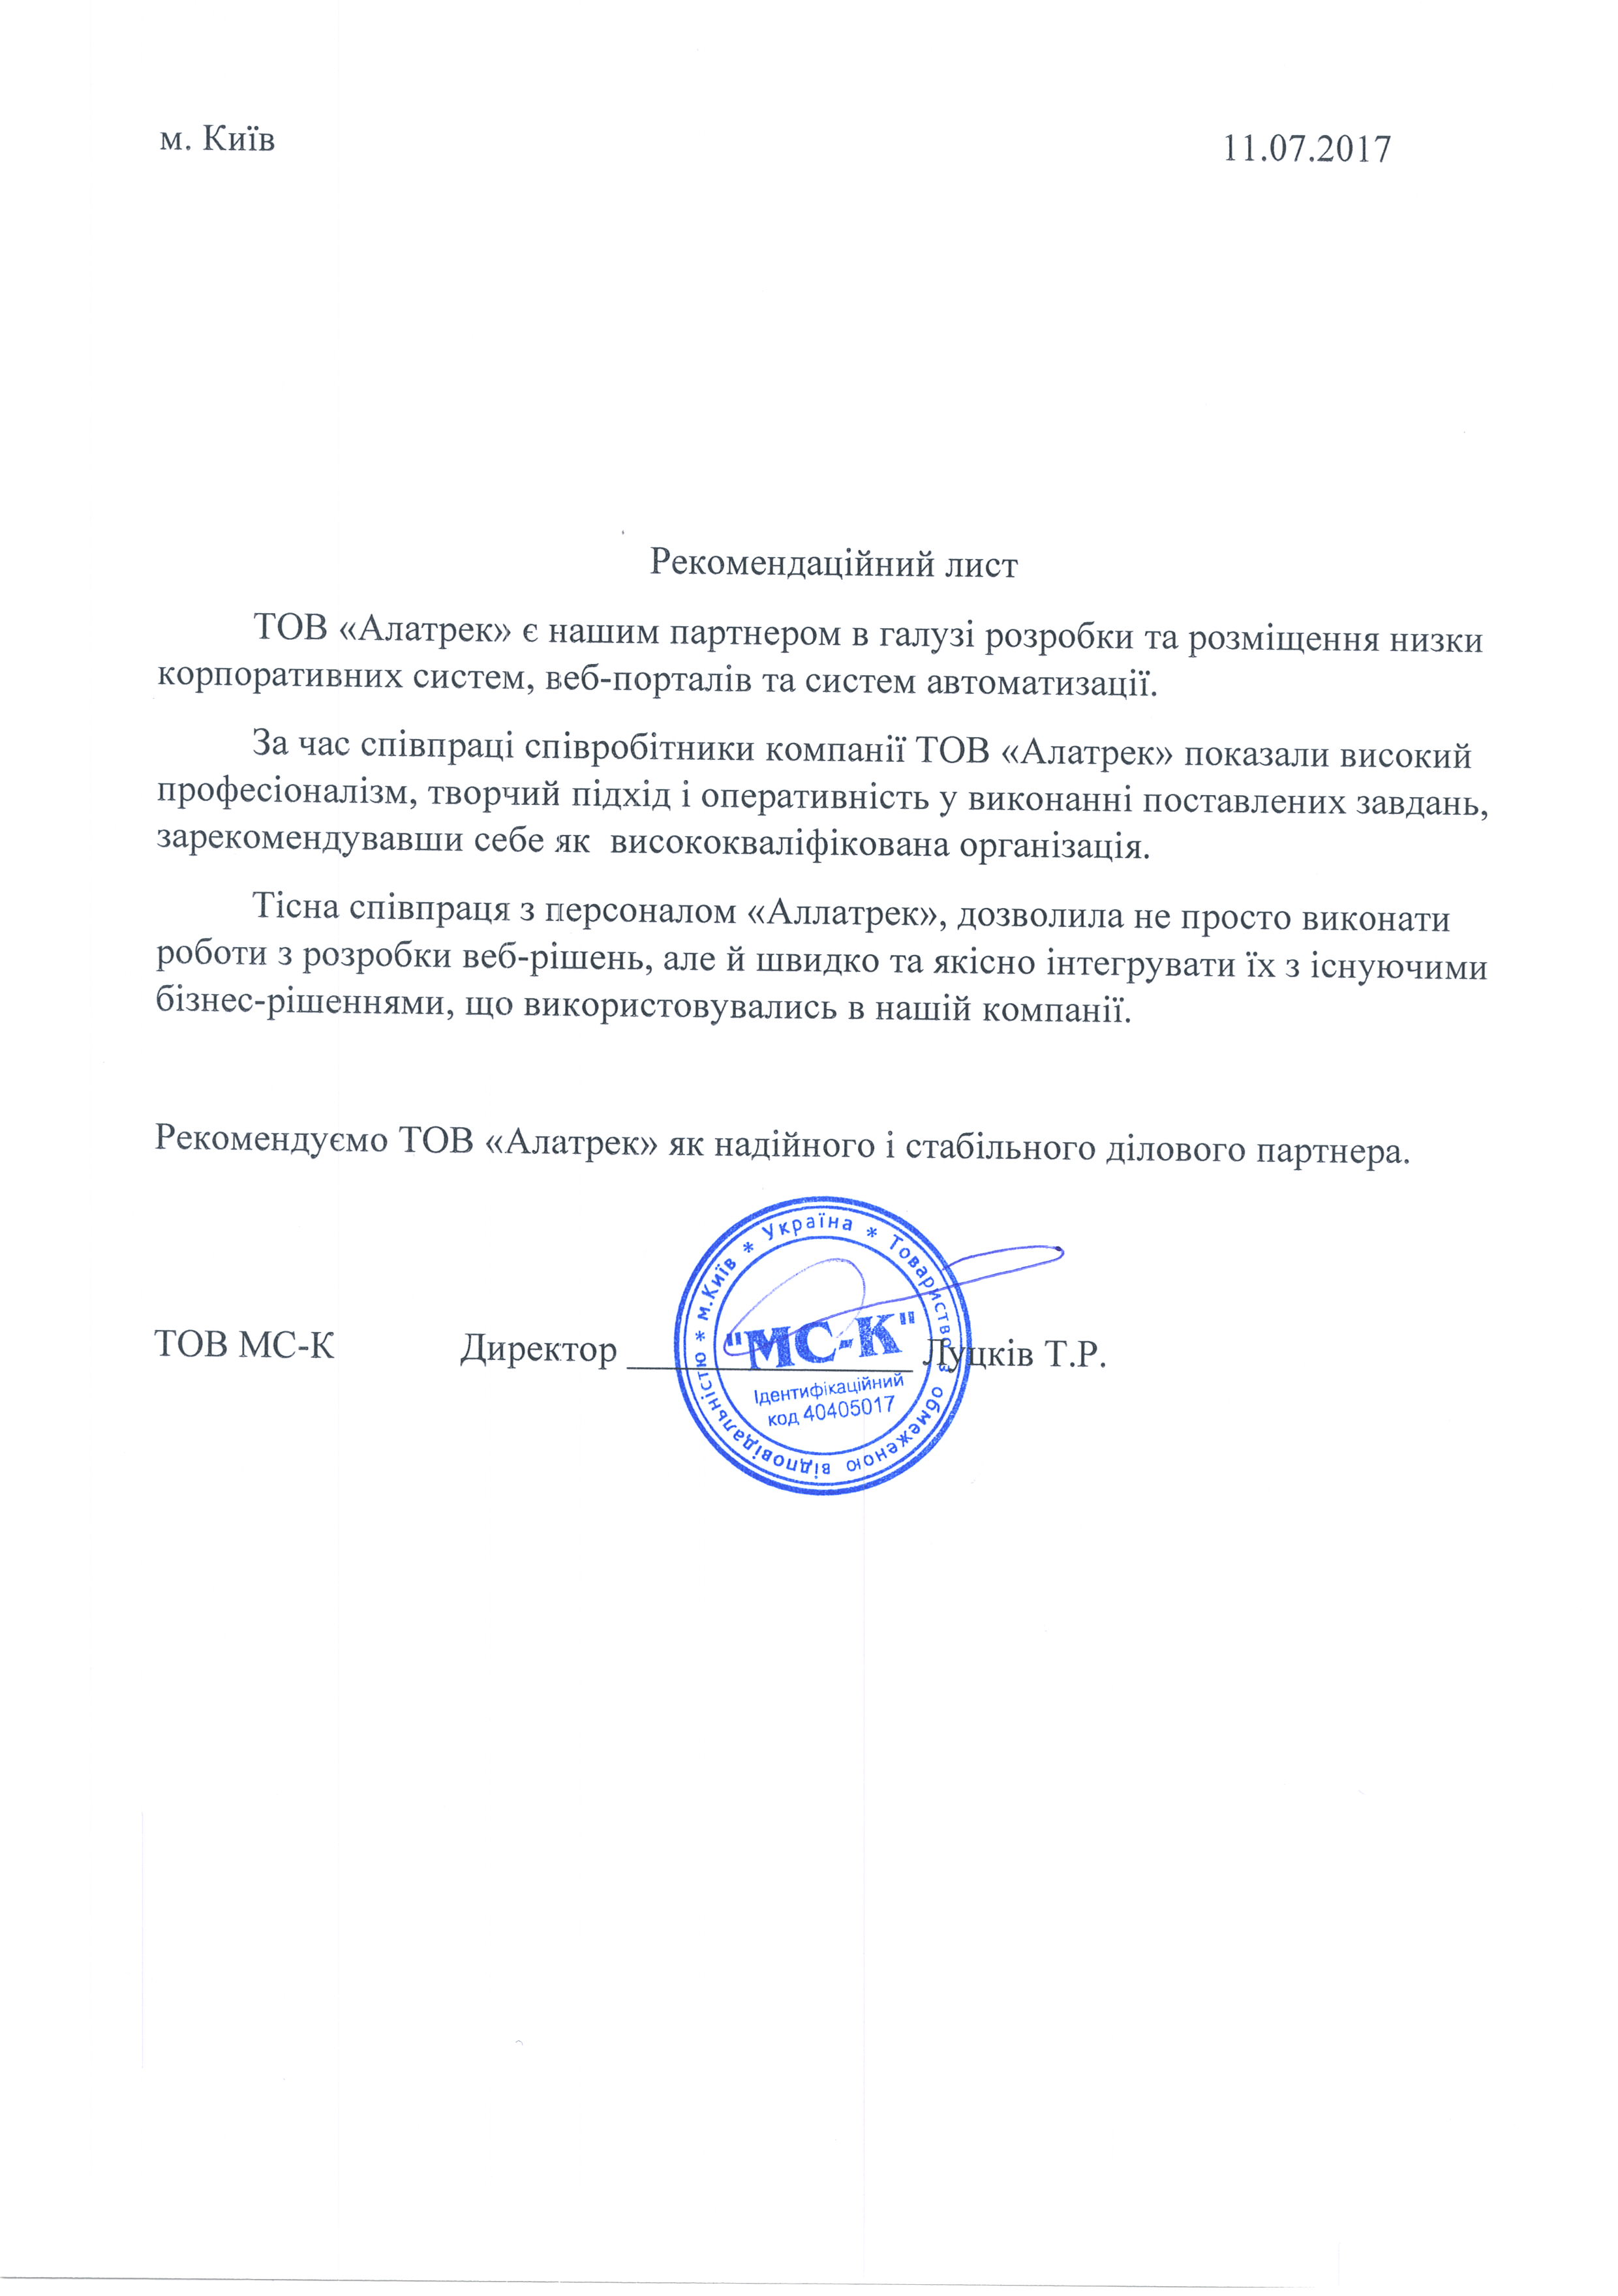 м. Київ 11.07.2017
Рекомендаційний лист
ТОВ «Алатрек» є нашим партнером в галузі розробки та розміщення низки
корпоративних систем, веб-порталів та систем автоматизації.
За час співпраці співробітники компанії ТОВ «Алатрек» показали високий
професіоналізм, творчий підхід і оперативність у виконанні поставлених завдань,
зарекомендувавши себе як висококваліфікована організація.
Тісна співпраця з персоналом «Аллатрек», дозволила не просто виконати
роботи з розробки веб-рішень, але й швидко та якісно інтегрувати їх з існуючими
бізнес-рішеннями, що використовувались в нашій компанії.
Рекомендуємо ТОВ «Алатрек» як надійного і стабільного ділового партнера.
ТОВ МС-К Директор _______________ Луцків Т.Р.
м.Київ * Україна * Товариство з обмеженою відповідальністю *
"МС-К"
Ідентифікаційний
код 40405017